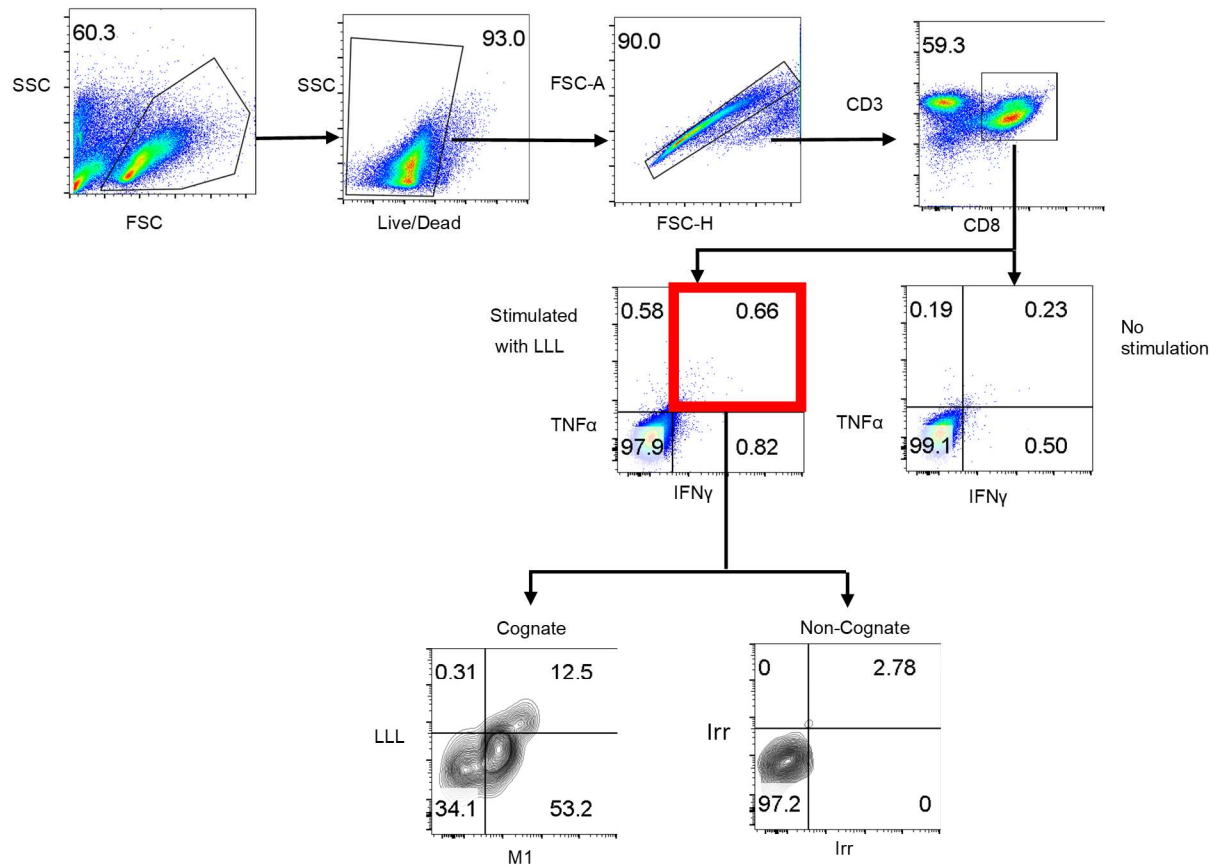 60.3
SSC
FSC
SSC
93.0
Live/Dead
90.0
FSC-A
FSC-H
59.3
CD3
CD8
Stimulated
with LLL
0.58
0.66
TNFα
97.9
0.82
IFNγ
0.19
0.23
No
stimulation
TNFα
99.1
0.50
IFNγ
Cognate
0.31
12.5
LLL
34.1
53.2
M1
Non-Cognate
0
2.78
Irr
97.2
0
Irr